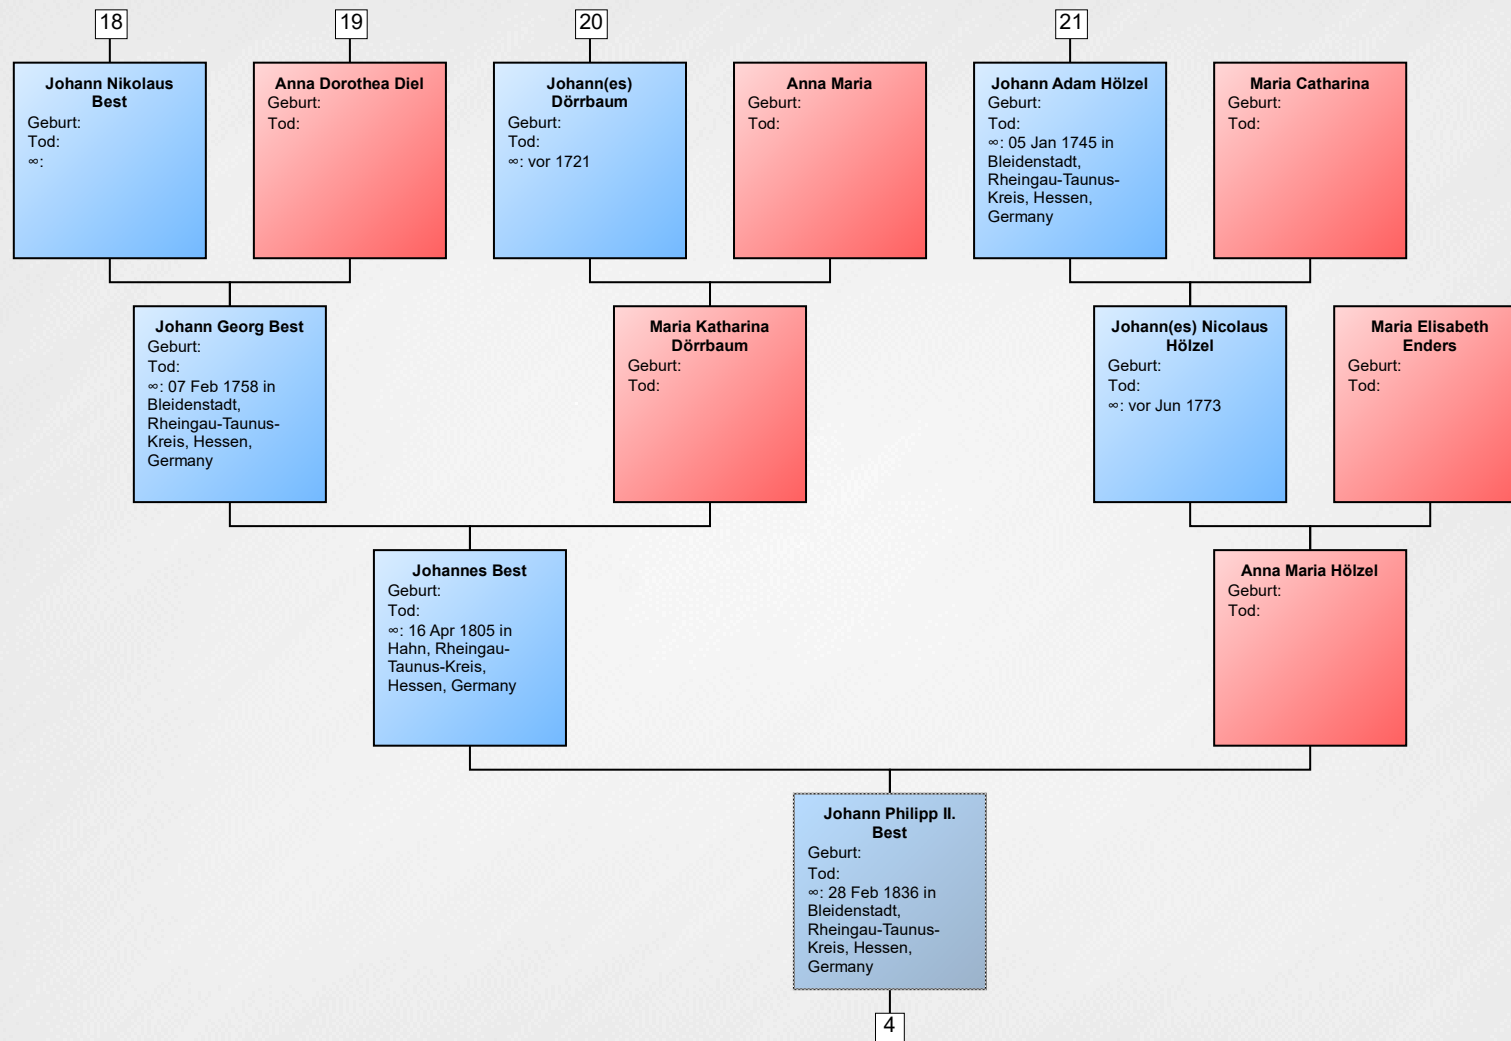 18
19
20
21
Johann Nikolaus
Best
Geburt:
Tod:
∞:
Anna Dorothea Diel
Geburt:
Tod:
Johann(es)
Dörrbaum
Geburt:
Tod:
∞: vor 1721
Anna Maria
Geburt:
Tod:
Johann Adam Hölzel
Geburt:
Tod:
∞: 05 Jan 1745 in
Bleidenstadt,
Rheingau-Taunus-
Kreis, Hessen,
Germany
Maria Catharina
Geburt:
Tod:
Johann Georg Best
Geburt:
Tod:
∞: 07 Feb 1758 in
Bleidenstadt,
Rheingau-Taunus-
Kreis, Hessen,
Germany
Maria Katharina
Dörrbaum
Geburt:
Tod:
Johann(es) Nicolaus
Hölzel
Geburt:
Tod:
∞: vor Jun 1773
Maria Elisabeth
Enders
Geburt:
Tod:
Johannes Best
Geburt:
Tod:
∞: 16 Apr 1805 in
Hahn, Rheingau-
Taunus-Kreis,
Hessen, Germany
Anna Maria Hölzel
Geburt:
Tod:
Johann Philipp II.
Best
Geburt:
Tod:
∞: 28 Feb 1836 in
Bleidenstadt,
Rheingau-Taunus-
Kreis, Hessen,
Germany
4